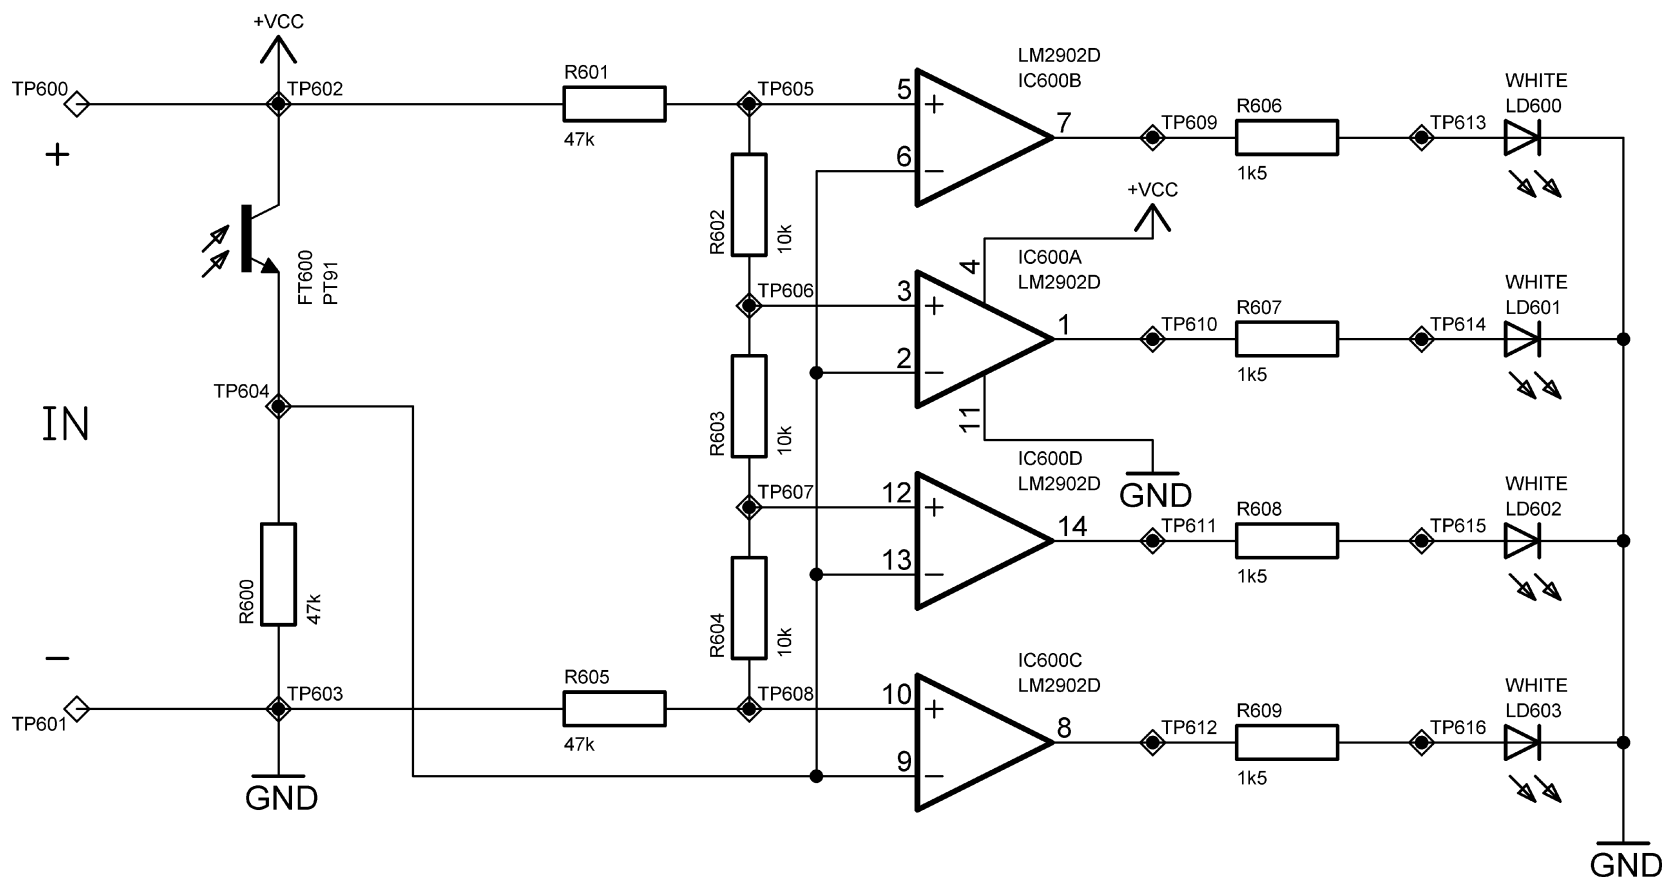 +VCC
TP600
TP602
R601
47k
TP605
5
+
6
−
LM2902D
IC600B
7
TP609
R606
1k5
TP613
WHITE
LD600
+
FT600
PT91
R602
10k
TP606
3
+
2
−
4
+VCC
IC600A
LM2902D
1
11
GND
TP610
R607
1k5
TP614
WHITE
LD601
TP604
IN
R603
10k
TP607
12
+
13
−
IC600D
LM2902D
14
TP611
R608
1k5
TP615
WHITE
LD602
R600
47k
−
TP601
TP603
GND
R604
10k
R605
47k
TP608
10
+
9
−
IC600C
LM2902D
8
TP612
R609
1k5
TP616
WHITE
LD603
GND